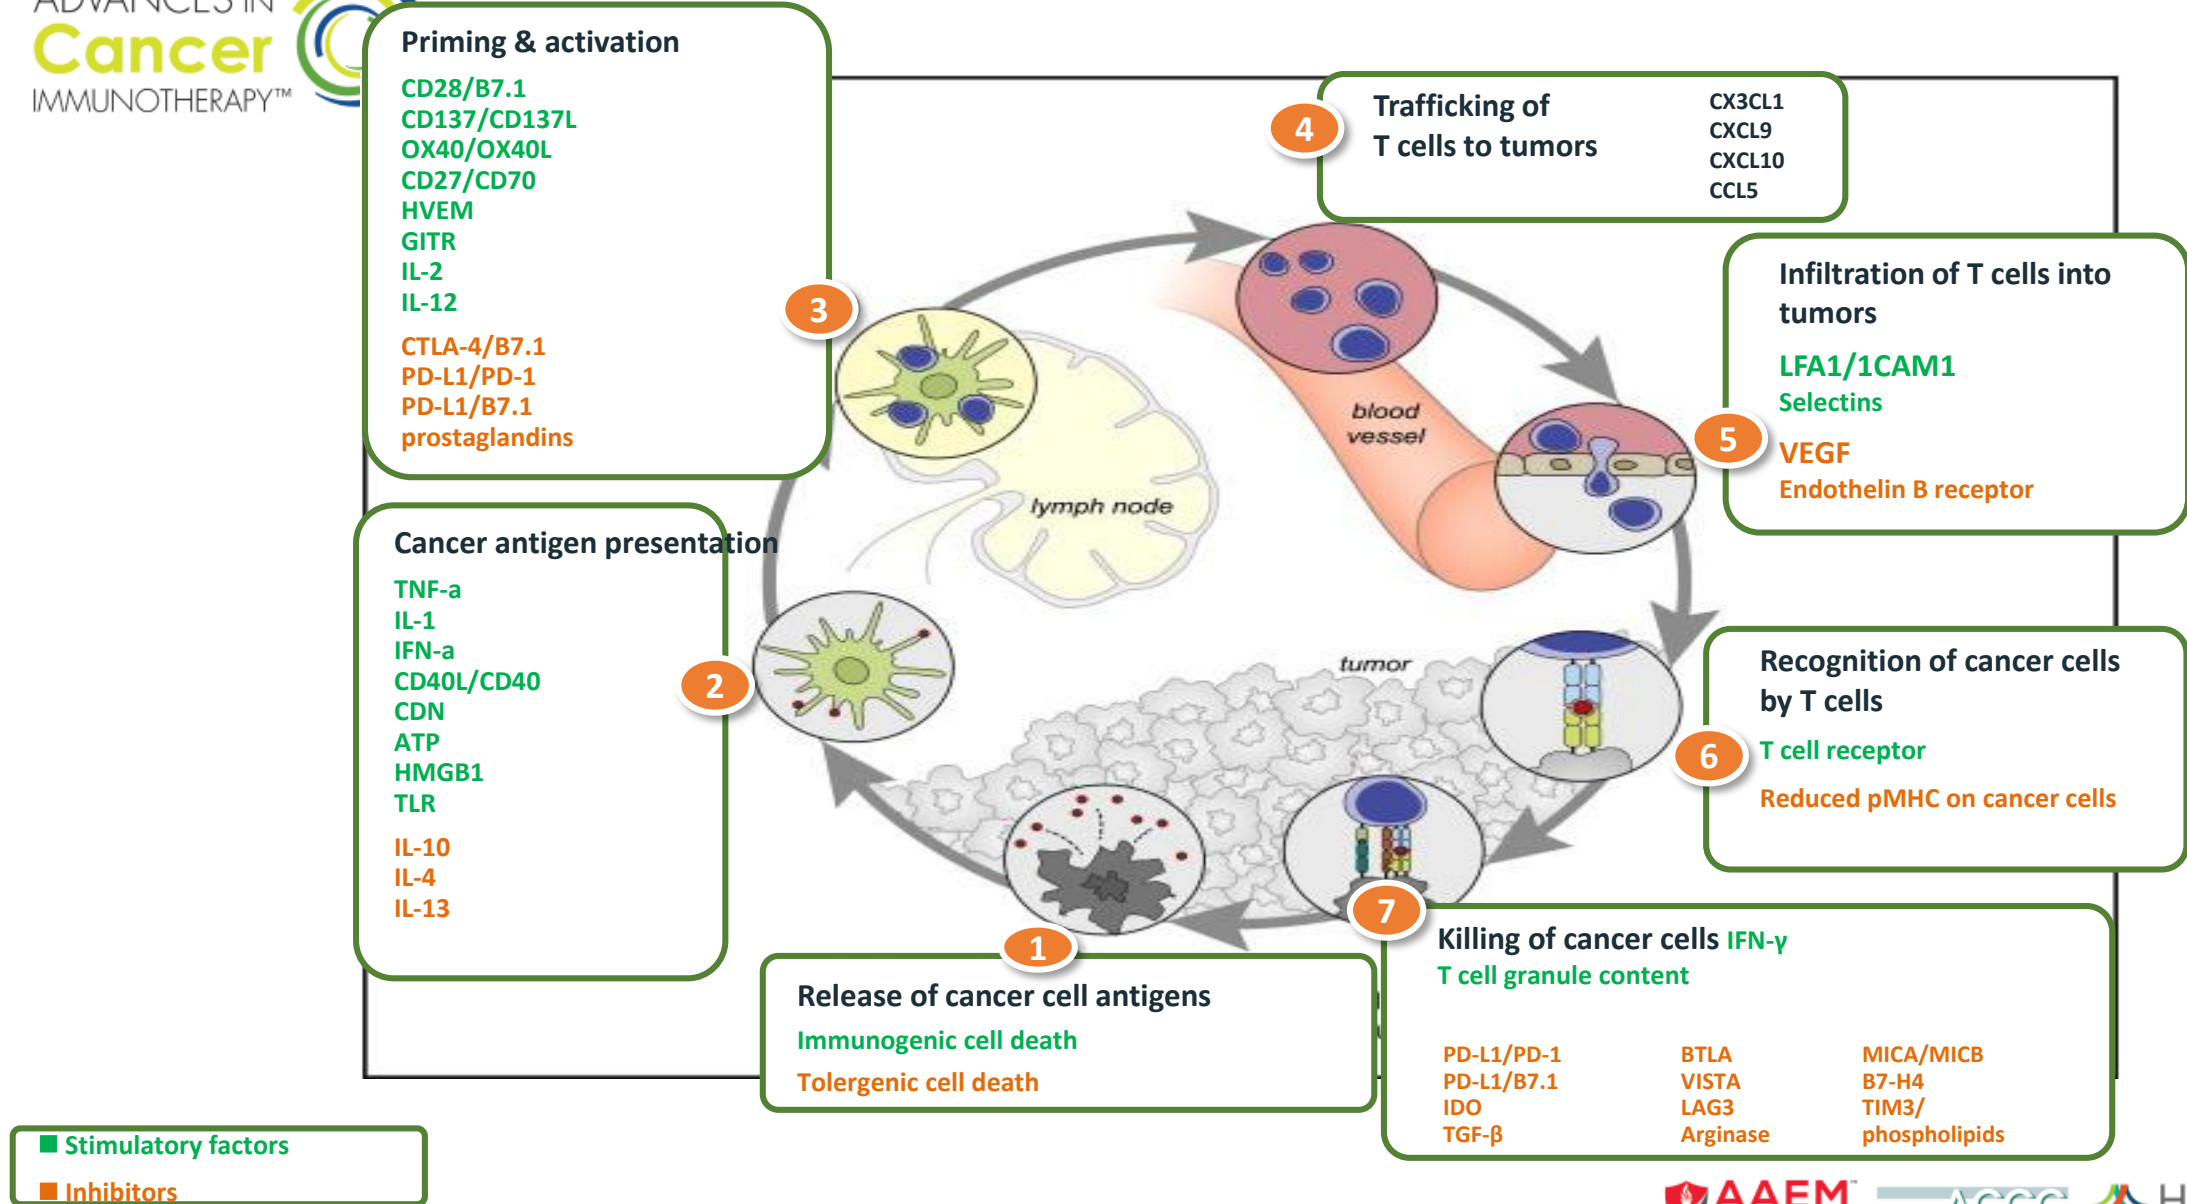 ADVANCES IN
Cancer
IMMUNOTHERAPY™
Priming & activation
CD28/B7.1
CD137/CD137L
OX40/OX40L
CD27/CD70
HVEM
GITR
IL-2
IL-12
CTLA-4/B7.1
PD-L1/PD-1
PD-L1/B7.1
prostaglandins
3
4
Trafficking of
T cells to tumors
CX3CL1
CXCL9
CXCL10
CCL5
Infiltration of T cells into
tumors
LFA1/1CAM1
Selectins
5
VEGF
Endothelin B receptor
blood
vessel
lymph node
Cancer antigen presentation
TNF-a
IL-1
IFN-a
CD40L/CD40
CDN
ATP
HMGB1
TLR
IL-10
IL-4
IL-13
2
tumor
Recognition of cancer cells
by T cells
6
T cell receptor
Reduced pMHC on cancer cells
7
Killing of cancer cells IFN-γ
T cell granule content
PD-L1/PD-1
PD-L1/B7.1
IDO
TGF-β
BTLA
VISTA
LAG3
Arginase
MICA/MICB
B7-H4
TIM3/
phospholipids
1
Release of cancer cell antigens
Immunogenic cell death
Tolergenic cell death
Stimulatory factors
Inhibitors
AAEM™